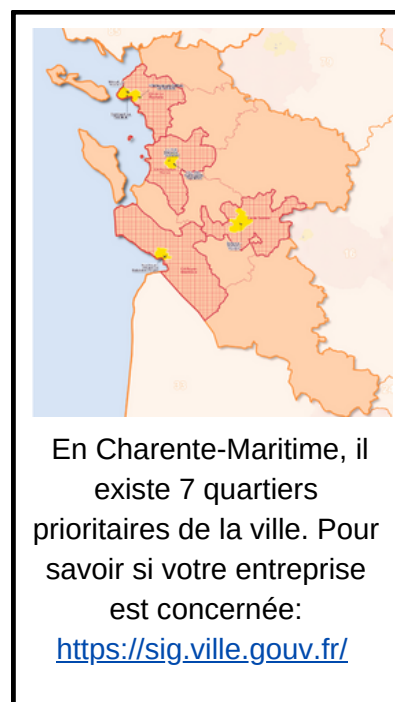 En Charente-Maritime, il
existe 7 quartiers
prioritaires de la ville. Pour
savoir si votre entreprise
est concernée:
https://sig.ville.gouv.fr/